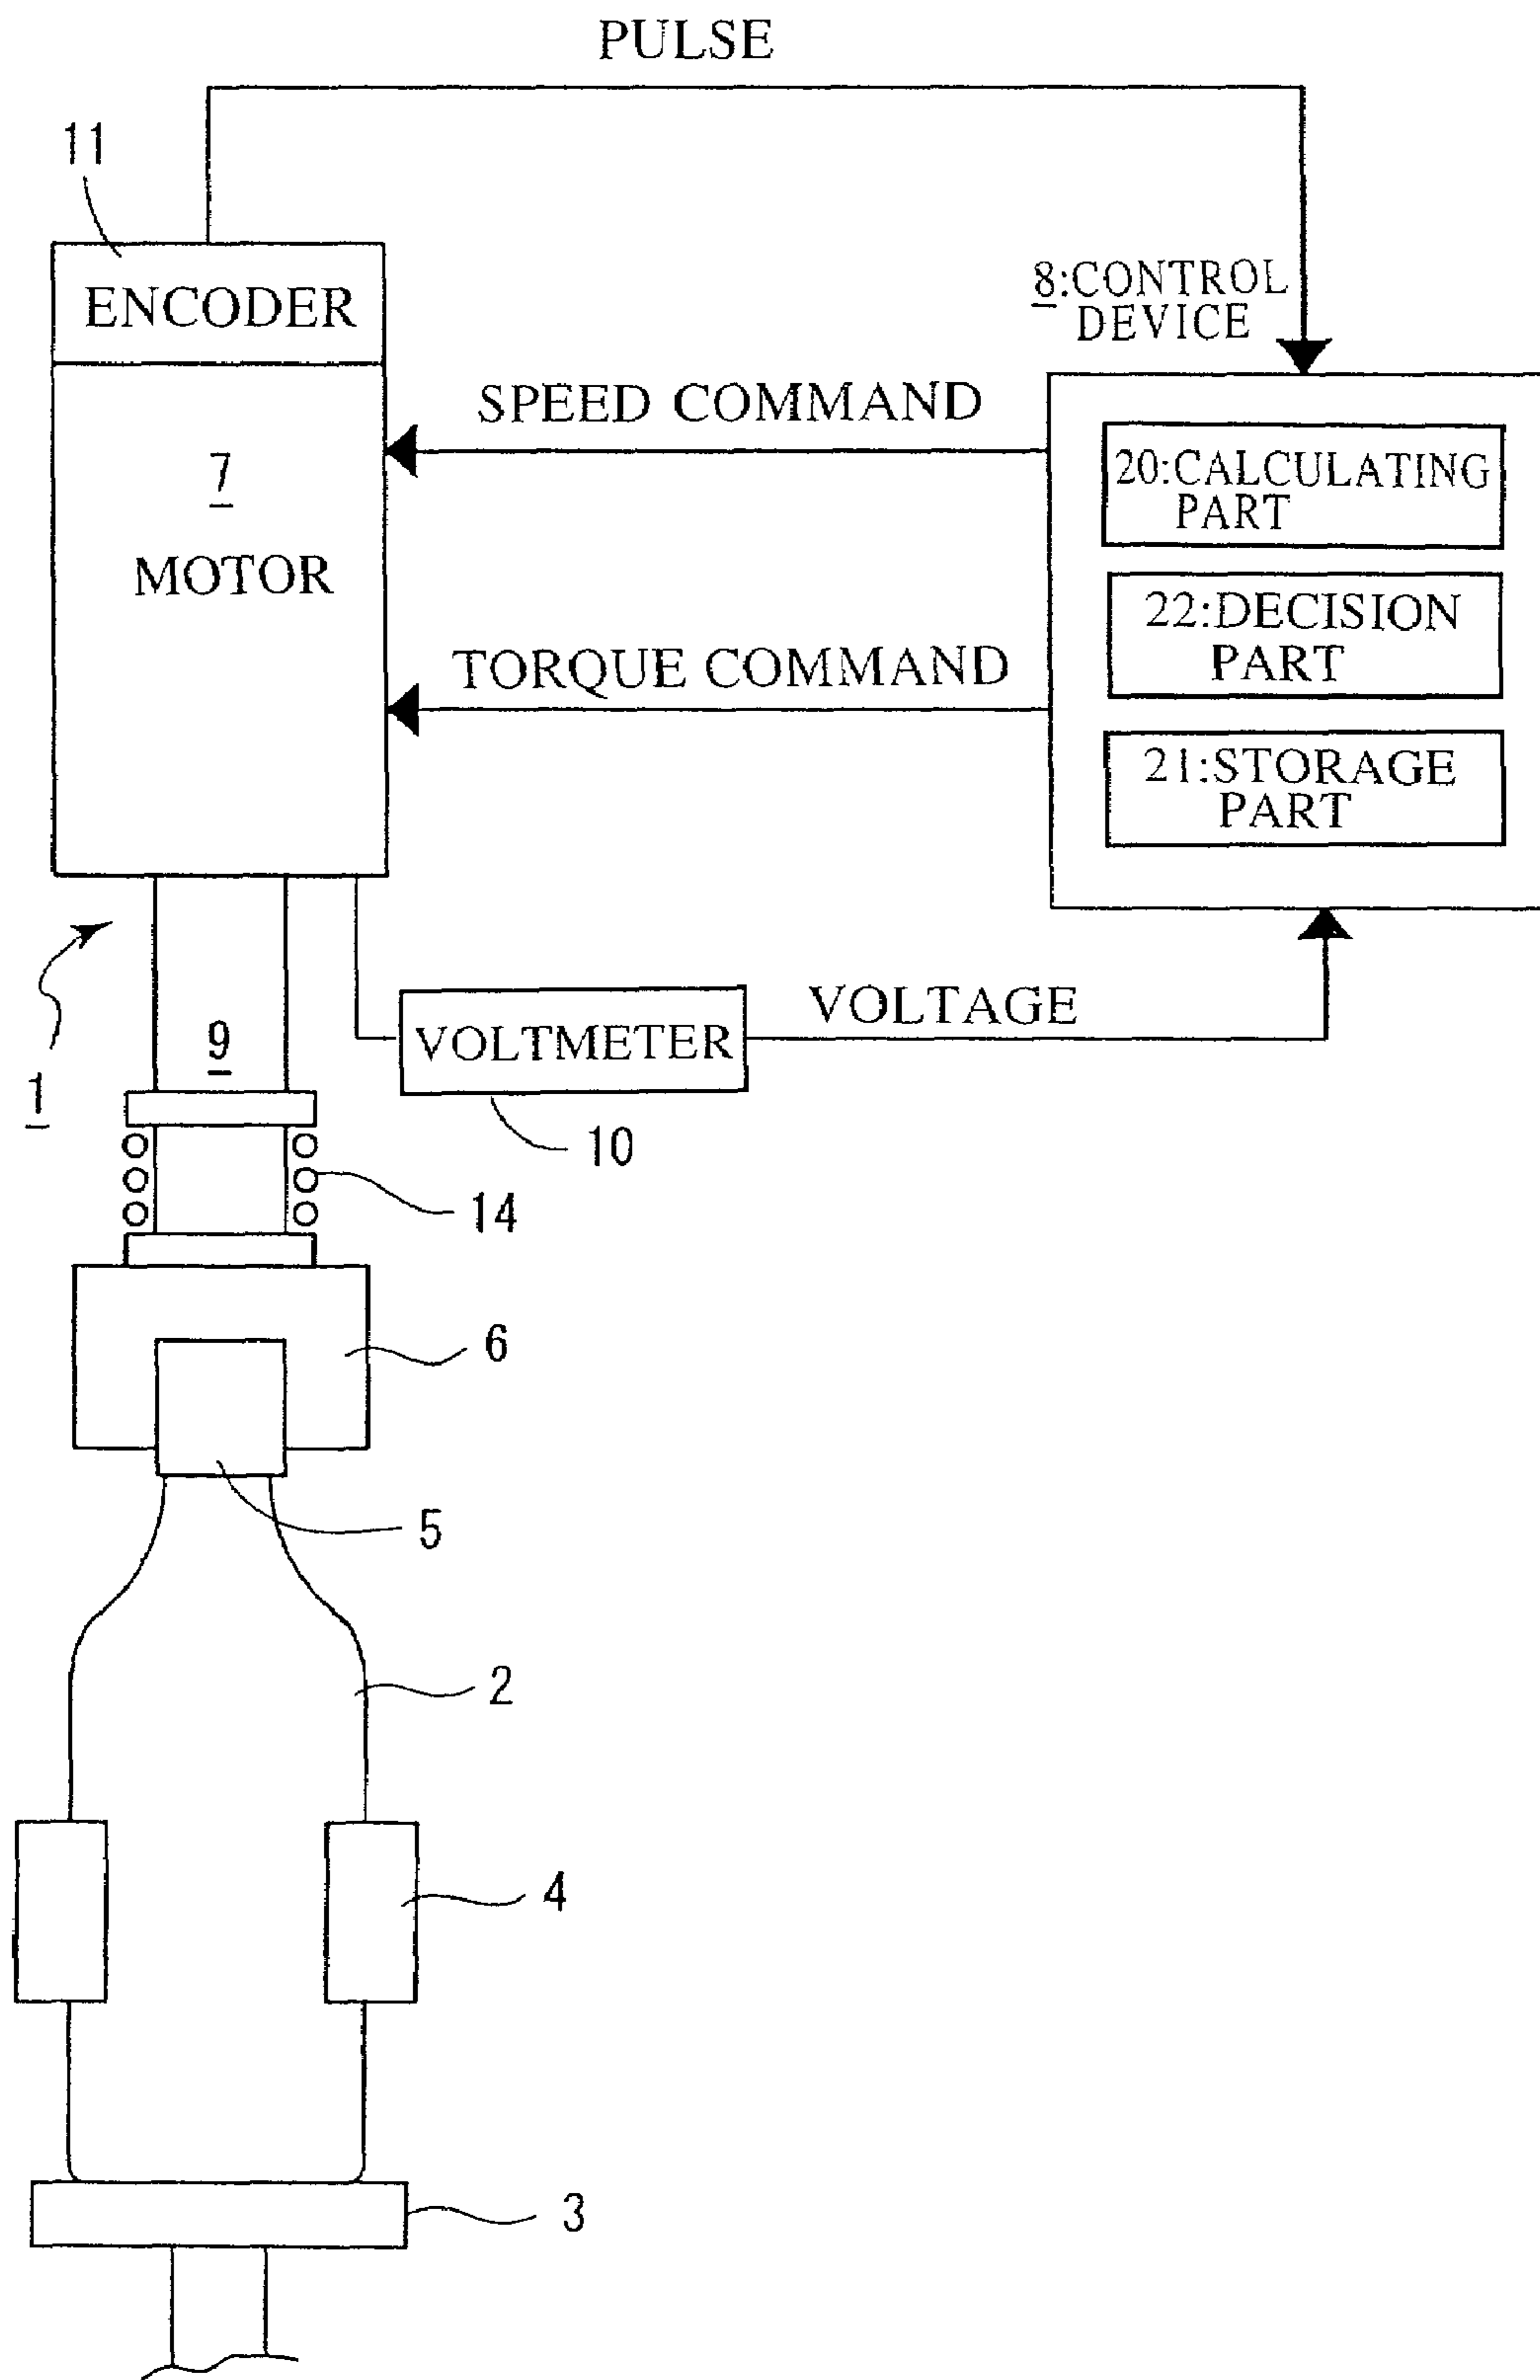 PULSE
11
ENCODER
8:CONTROL
DEVICE
SPEED COMMAND
7
MOTOR
20:CALCULATING
PART
22:DECISION
PART
TORQUE COMMAND
21:STORAGE
PART
VOLTAGE
9
VOLTMETER
1
10
14
6
5
2
4
3